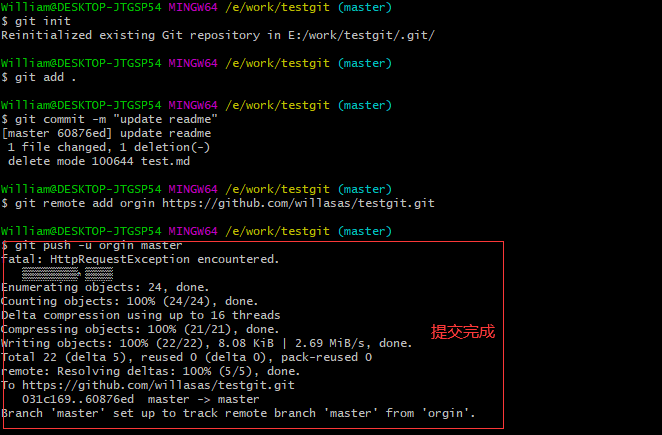 William@DESKTOP-JTGSP54 MINGW64 /e/work/testgit (master)
$ git init
Reinitialized existing Git repository in E:/work/testgit/.git/
William@DESKTOP-JTGSP54 MINGW64 /e/work/testgit (master)
$ git add .
William@DESKTOP-JTGSP54 MINGW64 /e/work/testgit (master)
$ git commit -m "update readme"
[master 60876ed] update readme
 1 file changed, 1 deletion(-)
 delete mode 100644 test.md
William@DESKTOP-JTGSP54 MINGW64 /e/work/testgit (master)
$ git remote add orgin https://github.com/willasas/testgit.git
William@DESKTOP-JTGSP54 MINGW64 /e/work/testgit (master)
$ git push -u orgin master
fatal: HttpRequestException encountered.
Enumerating objects: 24, done.
Counting objects: 100% (24/24), done.
Delta compression using up to 16 threads
Compressing objects: 100% (21/21), done.
Writing objects: 100% (22/22), 8.08 KiB | 2.69 MiB/s, done.
Total 22 (delta 5), reused 0 (delta 0), pack-reused 0
remote: Resolving deltas: 100% (5/5), done.
To https://github.com/willasas/testgit.git
   031c169..60876ed  master -> master
Branch 'master' set up to track remote branch 'master' from 'orgin'.
提交完成